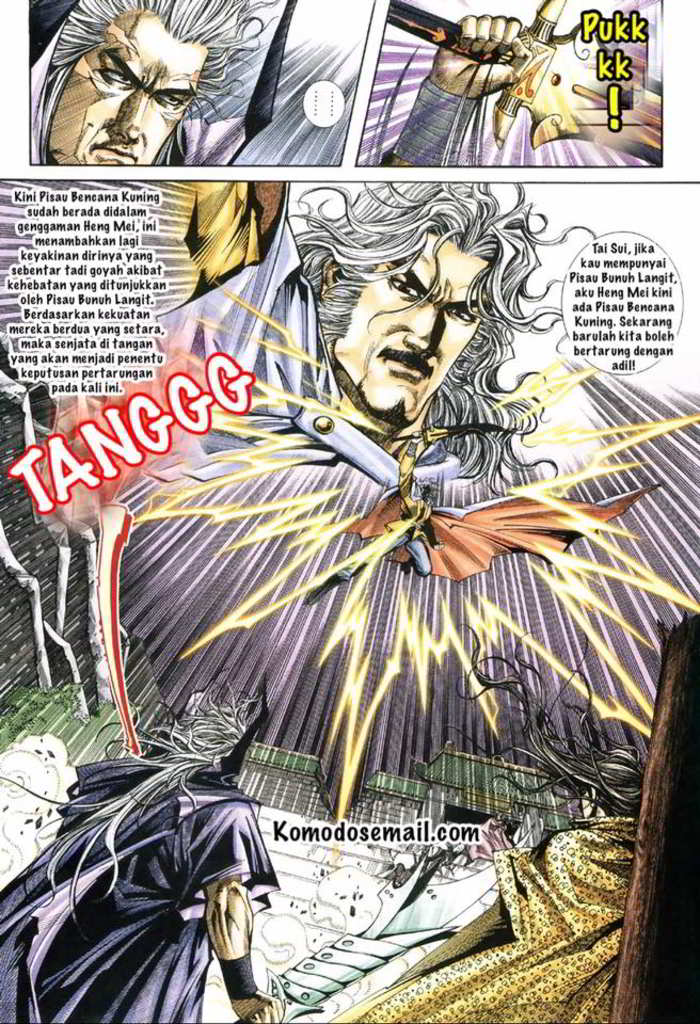 .......
Pukk
kk
!
Kini Pisau Bencana Kuning
sudah berada didalam
genggaman Heng Mei, ini
menambahkan lagi
keyakinan dirinya yang
sebentar tadi goyah akibat
kehebatan yang ditunjukkan
oleh Pisau Bunuh Langit.
Berdasarkan kekuatan
mereka berdua yang setara,
maka senjata di tangan
yang akan menjadi penentu
keputusan pertarungan
pada kali ini.
Tai Sui, jika
kau mempunyai
Pisau Bunuh Langit,
aku Heng Mei kini
ada Pisau Bencana
Kuning. Sekarang
barulah kita boleh
bertarung dengan
adil!
TANGGG
!
Komodosemail.com